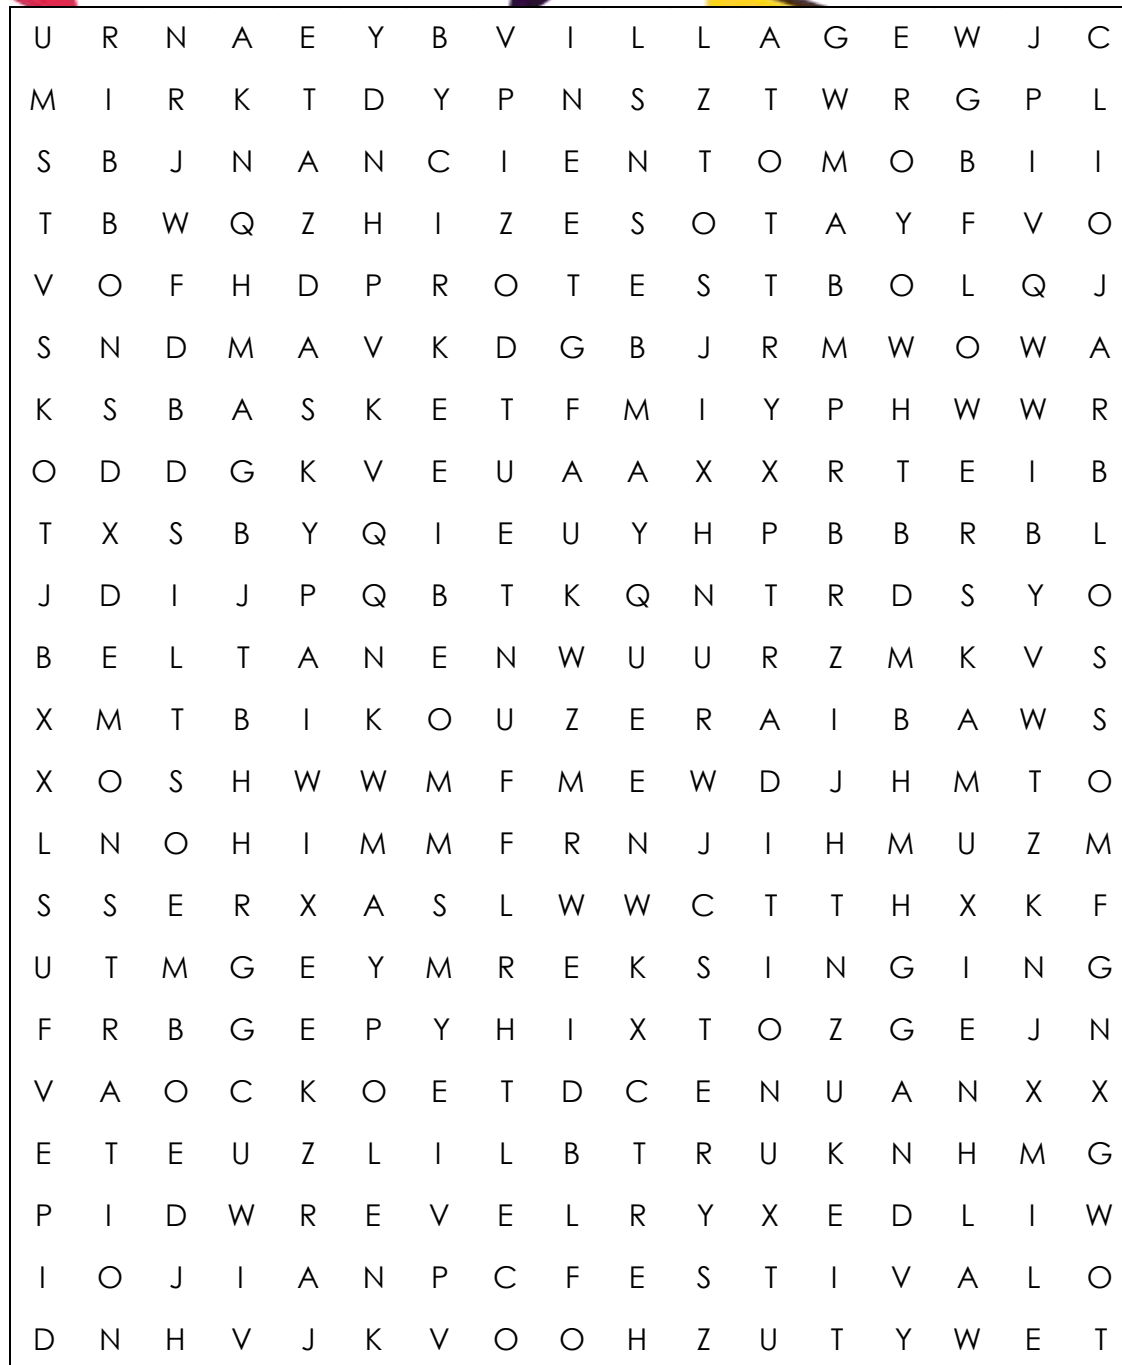 U R N A E Y B V I L L A G E W J C
M I R K T D Y P N S Z T W R G P L
S B J N A N C I E N T O M O B I I
T B W Q Z H I Z E S O T A Y F V O
V O F H D P R O T E S T B O L Q J
S N D M A V K D G B J R M W O W A
K S B A S K E T F M I Y P H W W R
O D D G K V E U A A X X R T E I B
T X S B Y Q I E U Y H P B B R B L
J D I J P Q B T K Q N T R D S Y O
B E L T A N E N W U U R Z M K V S
X M T B I K O U Z E R A I B A W S
X O S H W W M F M E W D J H M T O
L N O H I M M F R N J I H M U Z M
S S E R X A S L W W C T T H X K F
U T M G E Y M R E K S I N G I N G
F R B G E P Y H I X T O Z G E J N
V A O C K O E T D C E N U A N X X
E T E U Z L I L B T R U K N H M G
P I D W R E V E L R Y X E D L I W
I O J I A N P C F E S T I V A L O
D N H V J K V O O H Z U T Y W E T